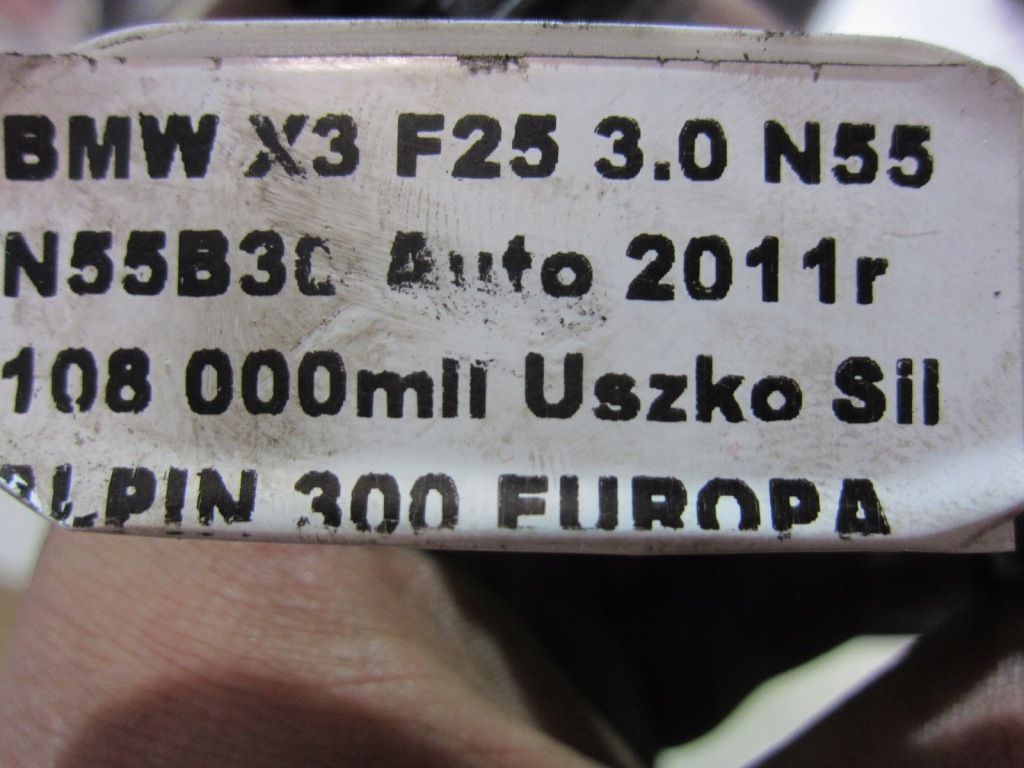 BMW X3 F25 3.0 N55
N55B30 Auto 2011r
108 000mil Uszko Sil
ALPIN 300 EUROPA